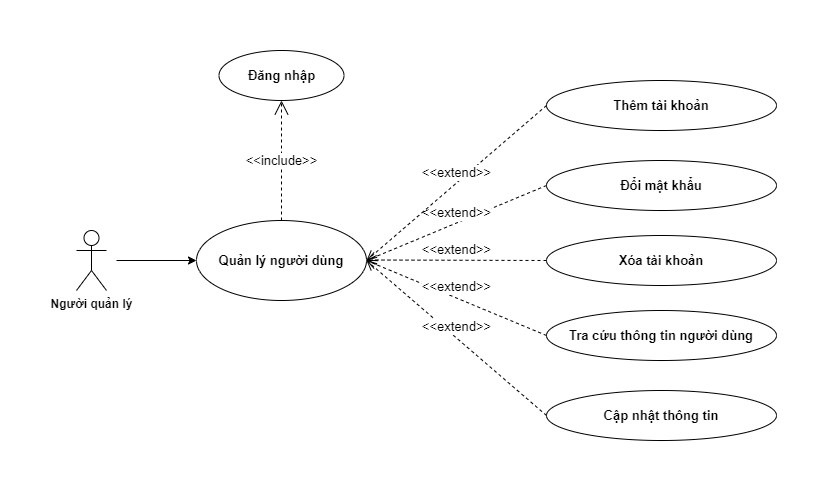 Đăng nhập
<<include>>
Quản lý người dùng
Người quản lý
<<extend>>
<<extend>>
<<extend>>
<<extend>>
<<extend>>
Thêm tài khoản
Đổi mật khẩu
Xóa tài khoản
Tra cứu thông tin người dùng
Cập nhật thông tin